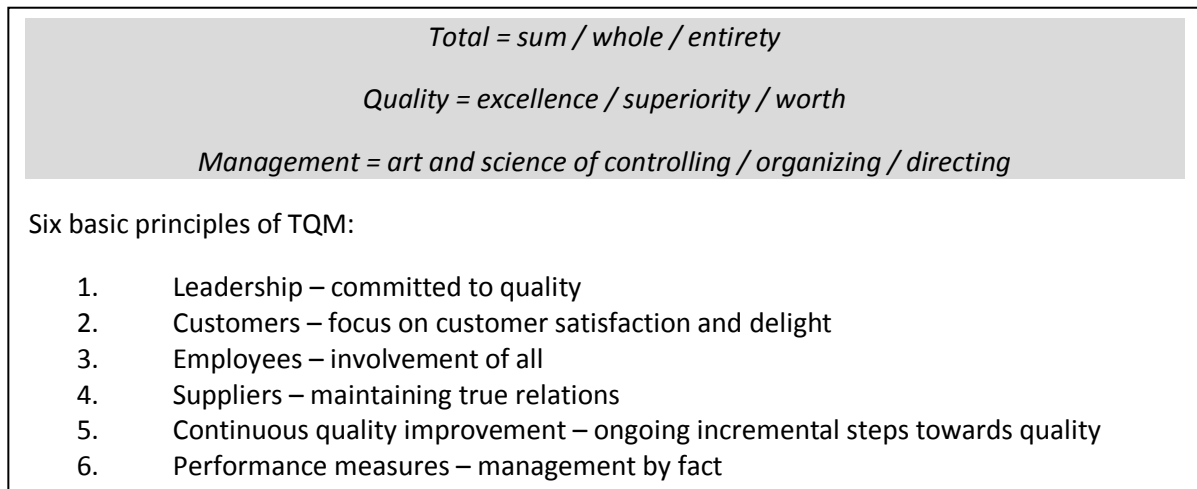 Total = sum / whole / entirety
Quality = excellence / superiority / worth
Management = art and science of controlling / organizing / directing
Six basic principles of TQM:
1. Leadership – committed to quality
2. Customers – focus on customer satisfaction and delight
3. Employees – involvement of all
4. Suppliers – maintaining true relations
5. Continuous quality improvement – ongoing incremental steps towards quality
6. Performance measures – management by fact